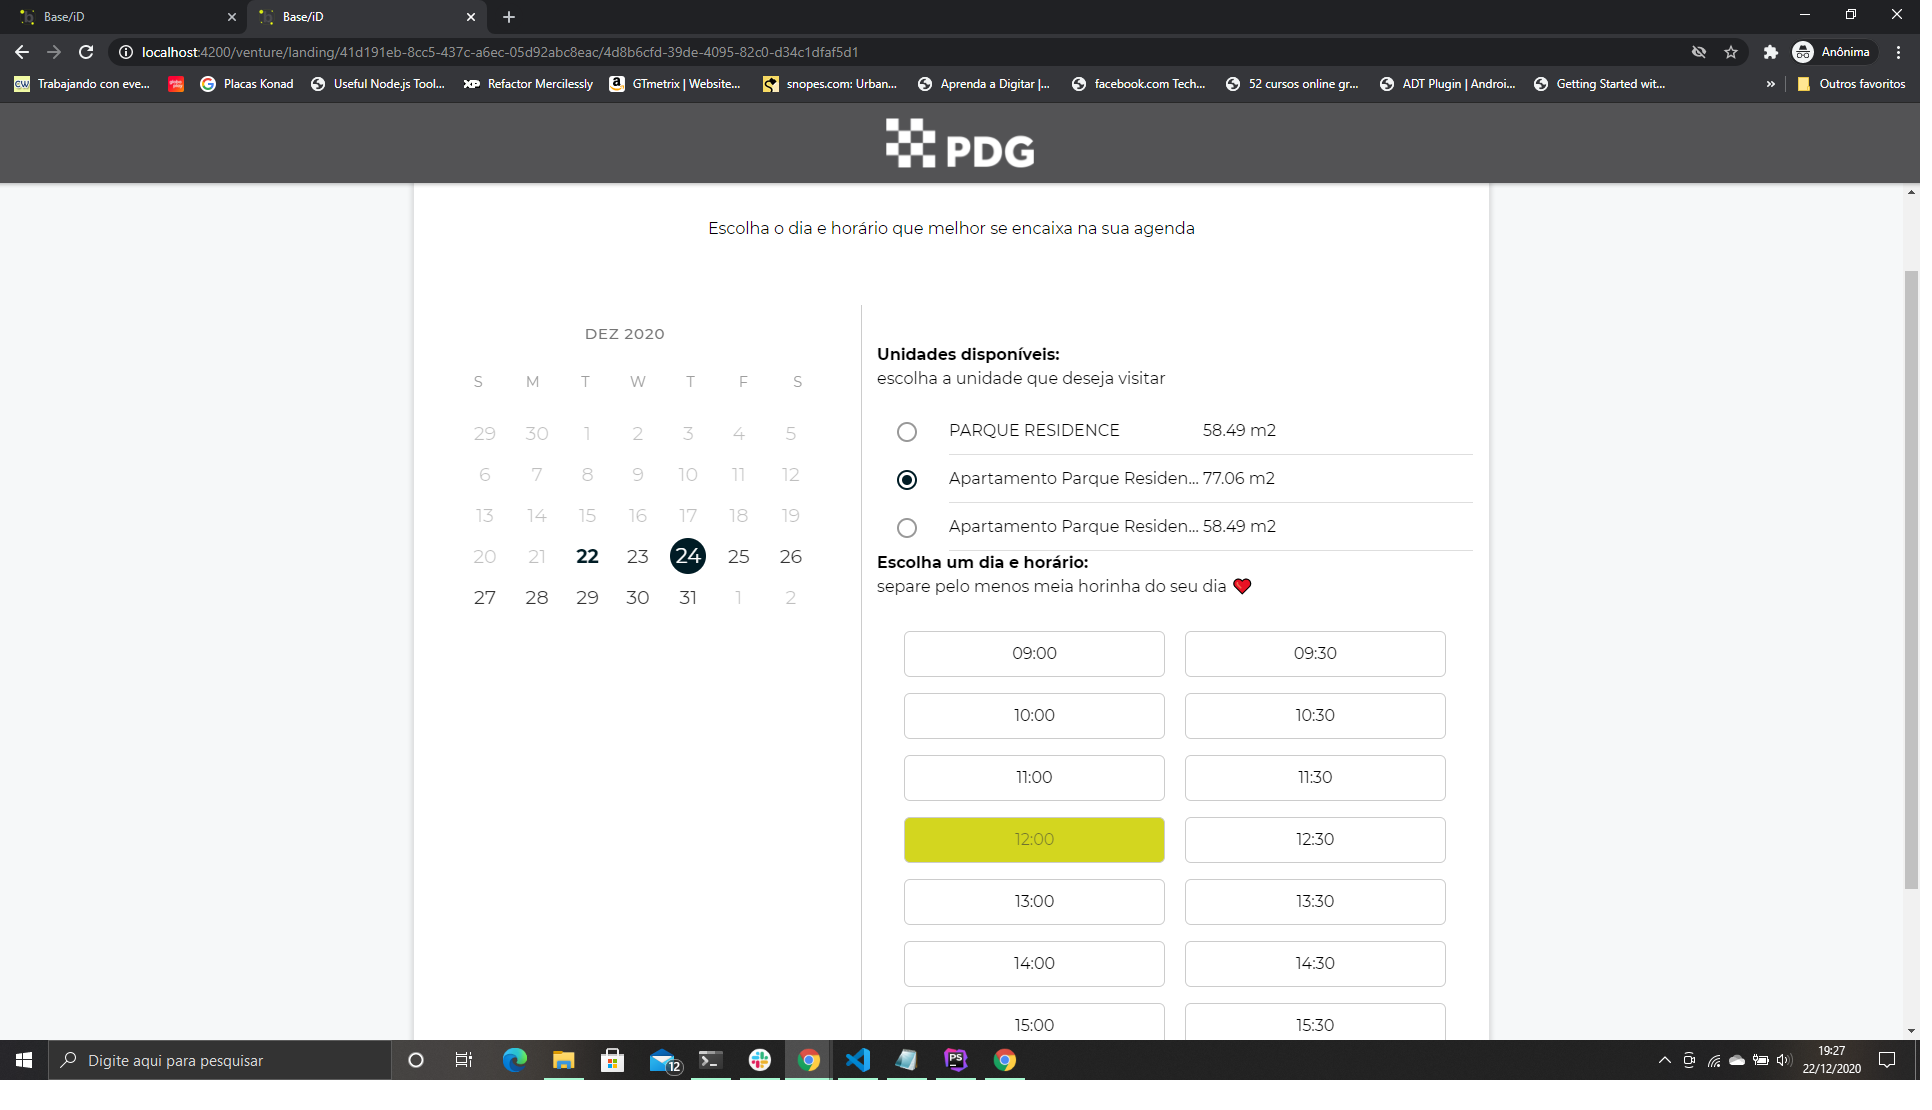 Base/iD
Base/iD
localhost:4200/venture/landing/41d191eb-8cc5-437c-a6ec-05d92abc8eac/4d8b6cfd-39de-4095-82c0-d34c1dfaf5d1
Anônima
Trabajando con eve...
Placas Konad
Useful Node.js Tool...
XP Refactor Mercilessly
GTmetrix | Website...
snopes.com: Urban...
Aprenda a Digitar |...
facebook.com Tech...
52 cursos online gr...
ADT Plugin | Androi...
Getting Started wit...
»
Outros favoritos
PDG
Escolha o dia e horário que melhor se encaixa na sua agenda
DEZ 2020
S M T W T F S
29 30 1 2 3 4 5
6 7 8 9 10 11 12
13 14 15 16 17 18 19
20 21 22 23 24 25 26
27 28 29 30 31 1 2
Unidades disponíveis:
escolha a unidade que deseja visitar
PARQUE RESIDENCE 58.49 m2
Apartamento Parque Residen... 77.06 m2
Apartamento Parque Residen... 58.49 m2
Escolha um dia e horário:
separe pelo menos meia horinha do seu dia ❤
09:00 09:30
10:00 10:30
11:00 11:30
12:00 12:30
13:00 13:30
14:00 14:30
15:00 15:30
Digite aqui para pesquisar
12
PS
19:27
22/12/2020